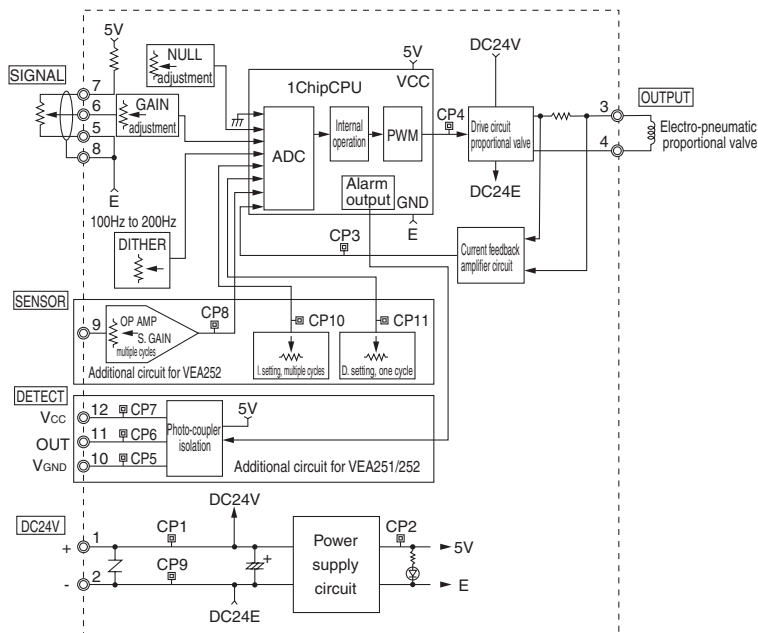 5V
SIGNAL
7
6
5
8
E
NULL
adjustment
GAIN
adjustment
100Hz to 200Hz
DITHER
5V
VCC
1ChipCPU
ADC
Internal
operation
PWM
Alarm
output
GND
E
CP4
DC24V
Drive circuit
proportional valve
DC24E
3
4
OUTPUT
Electro-pneumatic
proportional valve
CP3
Current feedback
amplifier circuit
SENSOR
9
OP AMP
S. GAIN
multiple cycles
CP8
Additional circuit for VEA252
CP10
I. setting, multiple cycles
CP11
D. setting, one cycle
DETECT
Vcc
12
CP7
OUT
11
CP6
VGND
10
CP5
Photo-coupler
isolation
5V
Additional circuit for VEA251/252
DC24V
+
1
CP1
DC24V
-
2
CP9
DC24E
+
Power
supply
circuit
CP2
5V
E